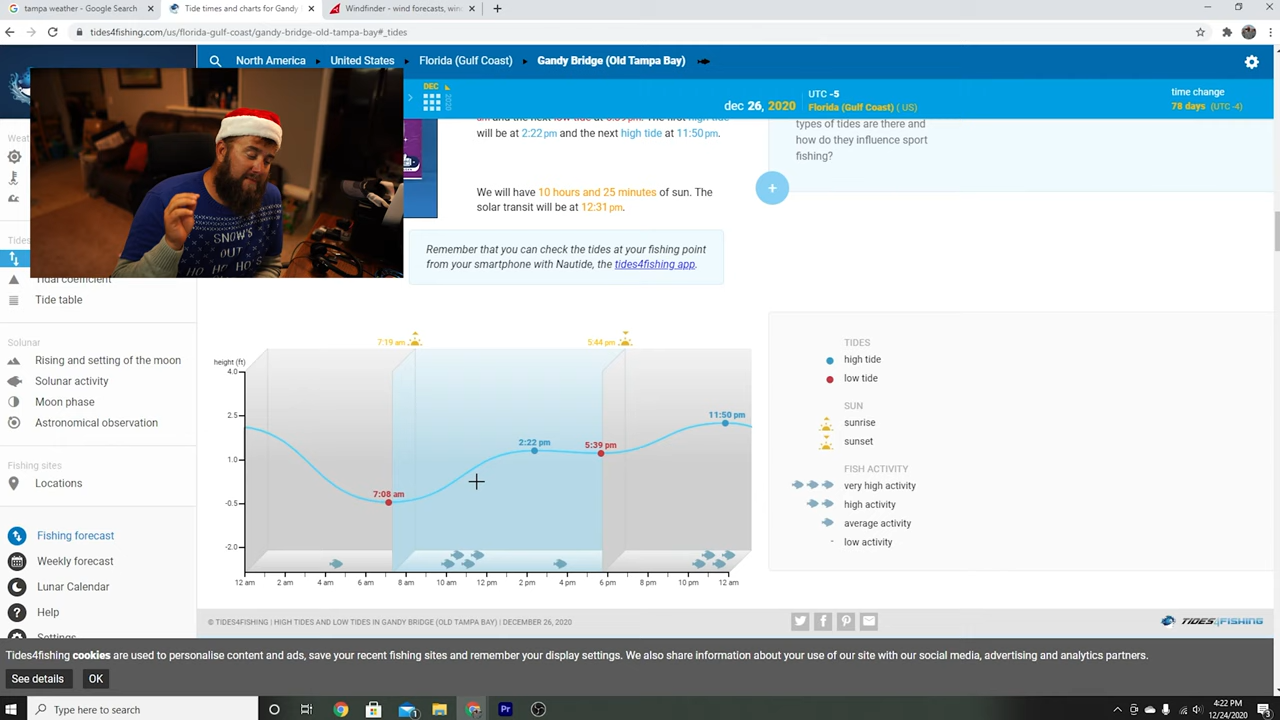 tampa weather - Google Search
Tide times and charts for Gandy
Windfinder - wind forecasts, win
tides4fishing.com/us/florida-gulf-coast/gandy-bridge-old-tampa-bay#_tides
North America
United States
Florida (Gulf Coast)
Gandy Bridge (Old Tampa Bay)
DEC
2020
dec 26, 2020
UTC -5
Florida (Gulf Coast) ( US)
time change
78 days (UTC -4)
will be at 2:22 pm and the next high tide at 11:50 pm.
We will have 10 hours and 25 minutes of sun. The
solar transit will be at 12:31 pm.
types of tides are there and
how do they influence sport
fishing?
+
Remember that you can check the tides at your fishing point
from your smartphone with Nautide, the tides4fishing app.
SNOW'S
OUT
HO HO HO'S
Weat
Tides
Tidal coefficient
Tide table
Solunar
Rising and setting of the moon
Solunar activity
Moon phase
Astronomical observation
Fishing sites
Locations
Fishing forecast
Weekly forecast
Lunar Calendar
Help
Settings
7:19 am
5:44 pm
height (ft)
4.0
2.5
1.0
-0.5
-2.0
7:08 am
2:22 pm
5:39 pm
11:50 pm
12 am 2 am 4 am 6 am 8 am 10 am 12 pm 2 pm 4 pm 6 pm 8 pm 10 pm 12 am
TIDES
high tide
low tide
SUN
sunrise
sunset
FISH ACTIVITY
very high activity
high activity
average activity
- low activity
© TIDES4FISHING | HIGH TIDES AND LOW TIDES IN GANDY BRIDGE (OLD TAMPA BAY) | DECEMBER 26, 2020
TIDES4FISHING
Tides4fishing cookies are used to personalise content and ads, save your recent fishing sites and remember your display settings. We also share information about your use of our site with our social media, advertising and analytics partners.
See details
OK
Type here to search
4:22 PM
12/24/2020